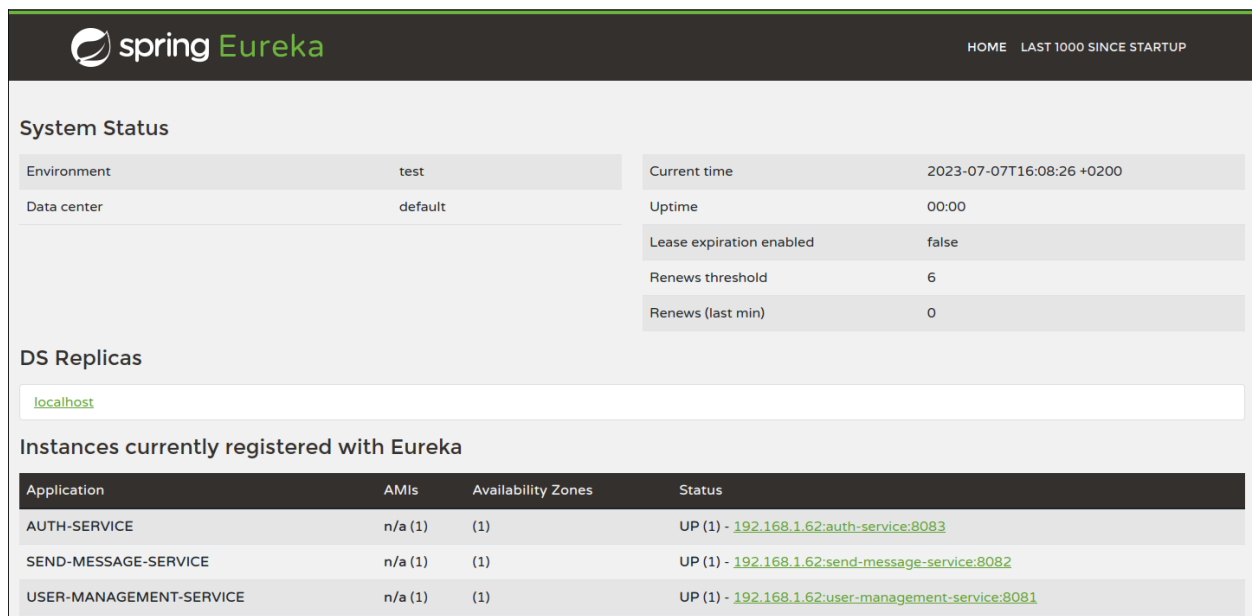 spring Eureka
HOME LAST 1000 SINCE STARTUP
System Status
Environment test
Data center default
Current time 2023-07-07T16:08:26 +0200
Uptime 00:00
Lease expiration enabled false
Renews threshold 6
Renews (last min) 0
DS Replicas
localhost
Instances currently registered with Eureka
Application AMIs Availability Zones Status
AUTH-SERVICE n/a (1) (1) UP (1) - 192.168.1.62:auth-service:8083
SEND-MESSAGE-SERVICE n/a (1) (1) UP (1) - 192.168.1.62:send-message-service:8082
USER-MANAGEMENT-SERVICE n/a (1) (1) UP (1) - 192.168.1.62:user-management-service:8081